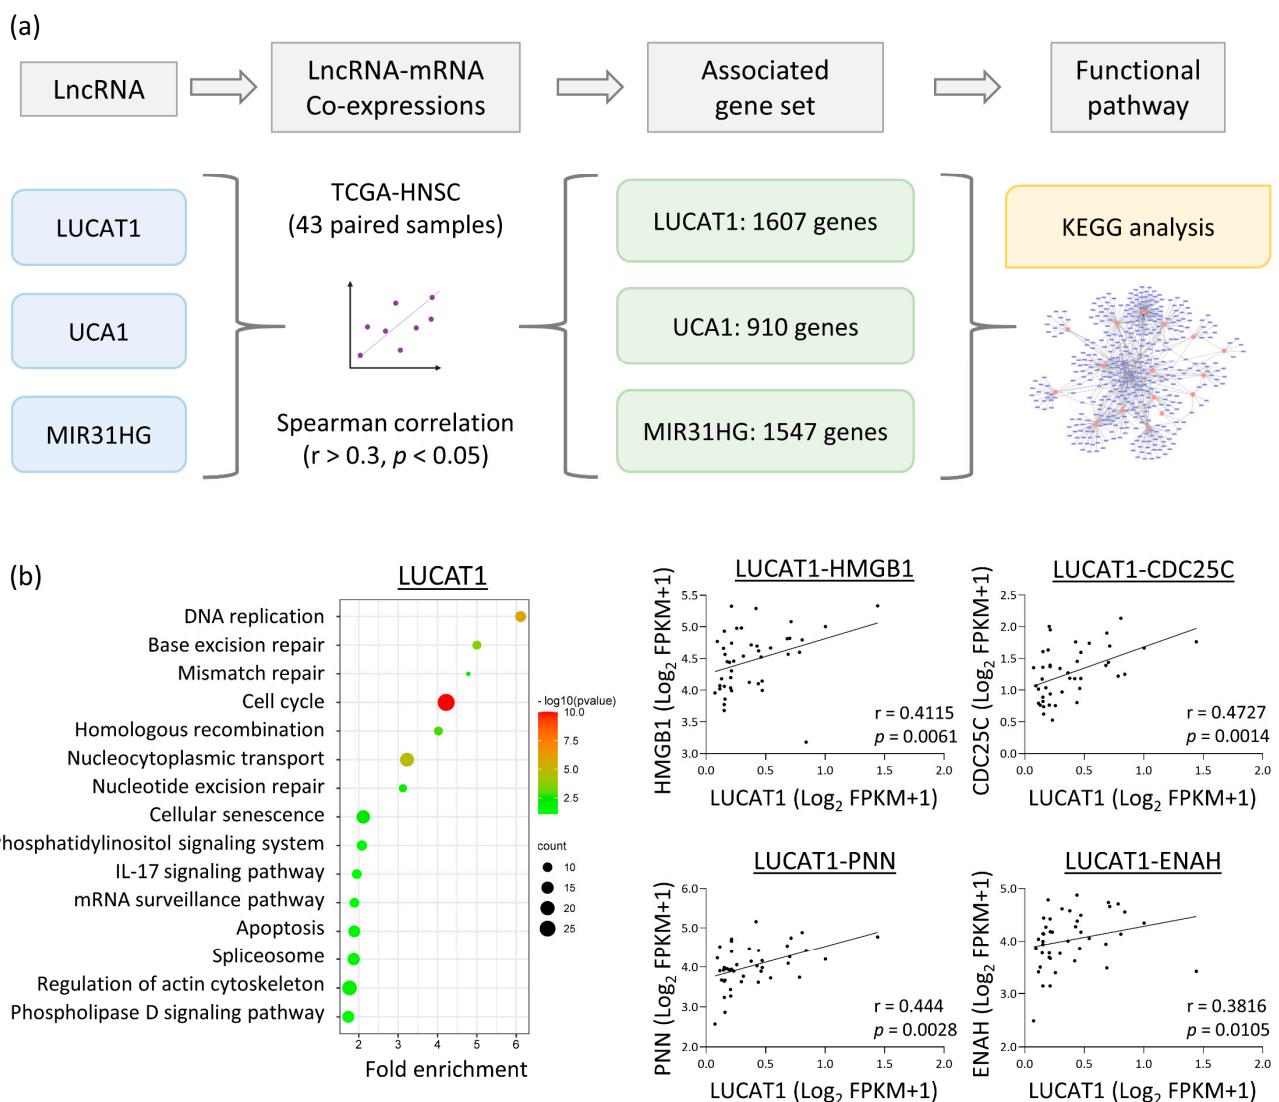 (a)
LncRNA
LncRNA-mRNA
Co-expressions
Associated
gene set
Functional
pathway
LUCAT1
UCA1
MIR31HG
TCGA-HNSC
(43 paired samples)
Spearman correlation
(r > 0.3, p < 0.05)
LUCAT1: 1607 genes
UCA1: 910 genes
MIR31HG: 1547 genes
KEGG analysis
(b)
LUCAT1
DNA replication
Base excision repair
Mismatch repair
Cell cycle
Homologous recombination
Nucleocytoplasmic transport
Nucleotide excision repair
Cellular senescence
Phosphatidylinositol signaling system
IL-17 signaling pathway
mRNA surveillance pathway
Apoptosis
Spliceosome
Regulation of actin cytoskeleton
Phospholipase D signaling pathway
2 3 4 5 6
Fold enrichment
- log10(pvalue)
10.0
7.5
5.0
2.5
count
10
15
20
25
LUCAT1-HMGB1
HMGB1 (Log2 FPKM+1)
5.5
5.0
4.5
4.0
3.5
3.0
r = 0.4115
p = 0.0061
0.0 0.5 1.0 1.5 2.0
LUCAT1 (Log2 FPKM+1)
LUCAT1-CDC25C
CDC25C (Log2 FPKM+1)
2.5
2.0
1.5
1.0
0.5
0.0
r = 0.4727
p = 0.0014
0.0 0.5 1.0 1.5 2.0
LUCAT1 (Log2 FPKM+1)
LUCAT1-PNN
PNN (Log2 FPKM+1)
6.0
5.0
4.0
3.0
2.0
r = 0.444
p = 0.0028
0.0 0.5 1.0 1.5 2.0
LUCAT1 (Log2 FPKM+1)
LUCAT1-ENAH
ENAH (Log2 FPKM+1)
5.0
4.0
3.0
2.0
r = 0.3816
p = 0.0105
0.0 0.5 1.0 1.5 2.0
LUCAT1 (Log2 FPKM+1)